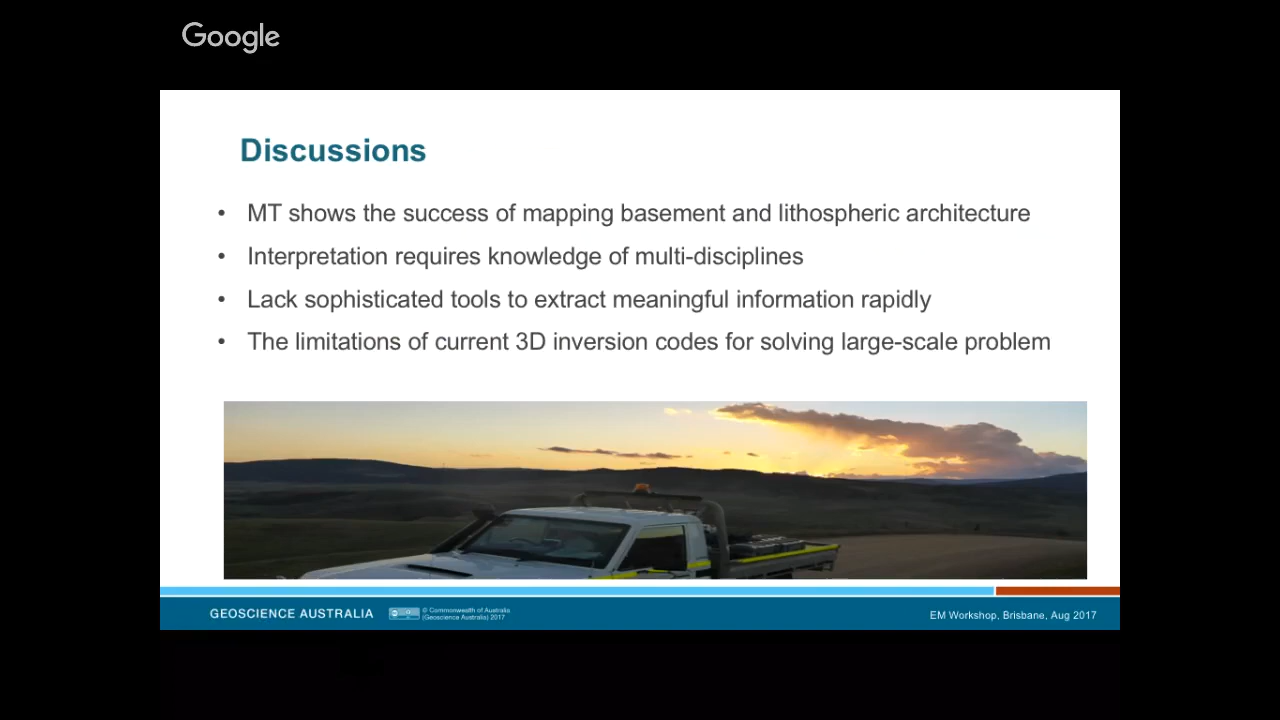 Google
Discussions
• MT shows the success of mapping basement and lithospheric architecture
• Interpretation requires knowledge of multi-disciplines
• Lack sophisticated tools to extract meaningful information rapidly
• The limitations of current 3D inversion codes for solving large-scale problem
GEOSCIENCE AUSTRALIA
© Commonwealth of Australia
(Geoscience Australia) 2017
EM Workshop, Brisbane, Aug 2017